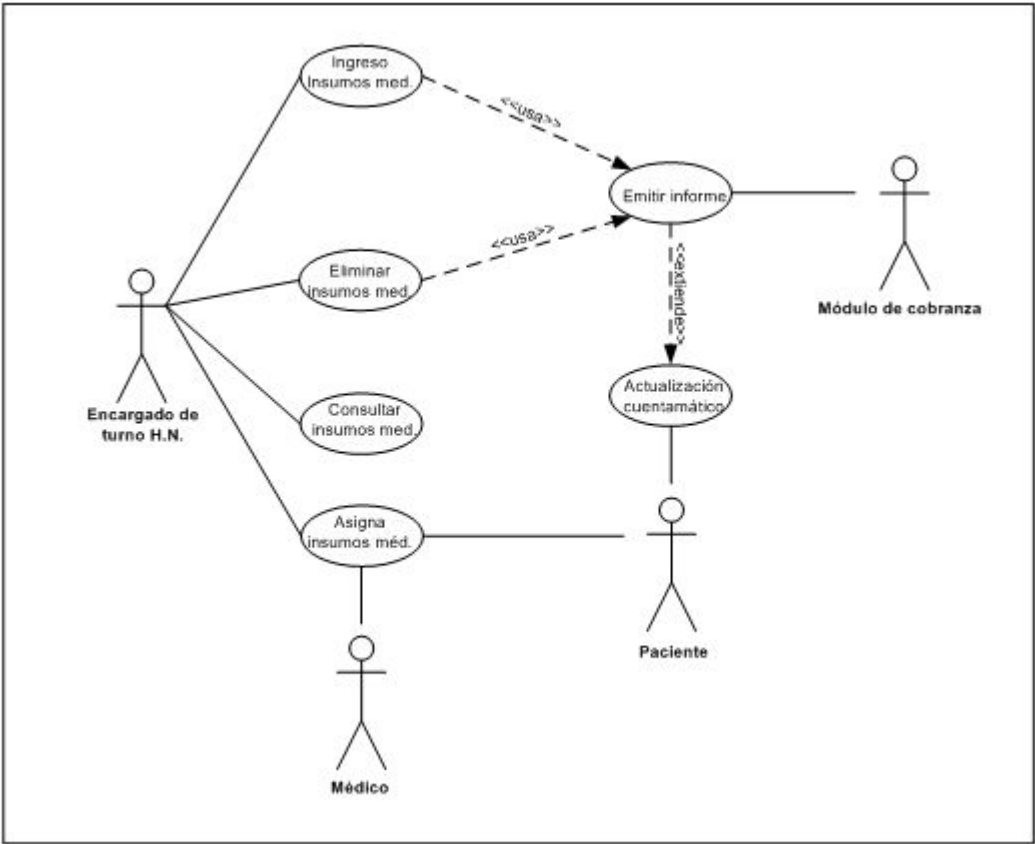 Ingreso
Insumos med.
<<usa>>
Emitir informe
Módulo de cobranza
Eliminar
insumos med.
<<usa>>
<<extiende>>
Encargado de
turno H.N.
Consultar
insumos med.
Actualización
cuentamático
Asigna
insumos méd.
Paciente
Médico